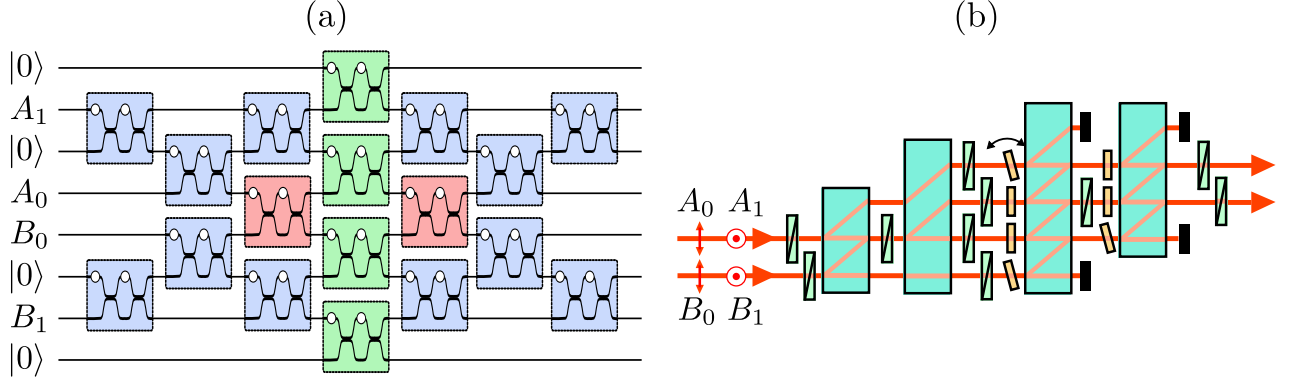 (a)
|0⟩
A₁
|0⟩
A₀
B₀
|0⟩
B₁
|0⟩
(b)
A₀ A₁
B₀ B₁